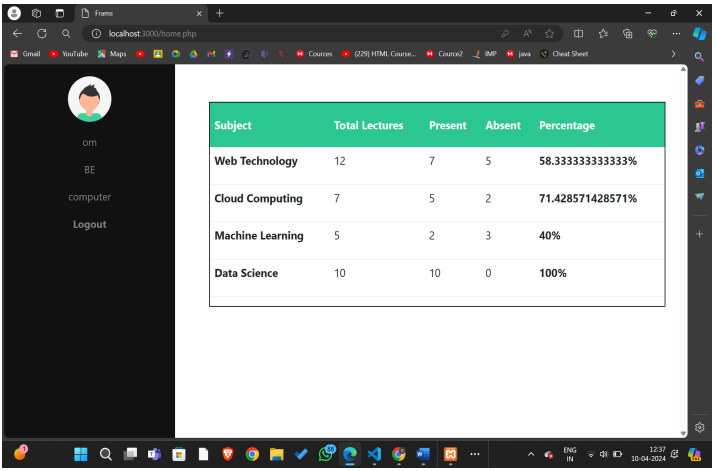 Frams
localhost:3000/home.php
Gmail YouTube Maps Cources (229) HTML Course... Cource2 IMP java Cheat Sheet
om
BE
computer
Logout
Subject Total Lectures Present Absent Percentage
Web Technology 12 7 5 58.333333333333%
Cloud Computing 7 5 2 71.428571428571%
Machine Learning 5 2 3 40%
Data Science 10 10 0 100%
ENG
IN
12:37
10-04-2024